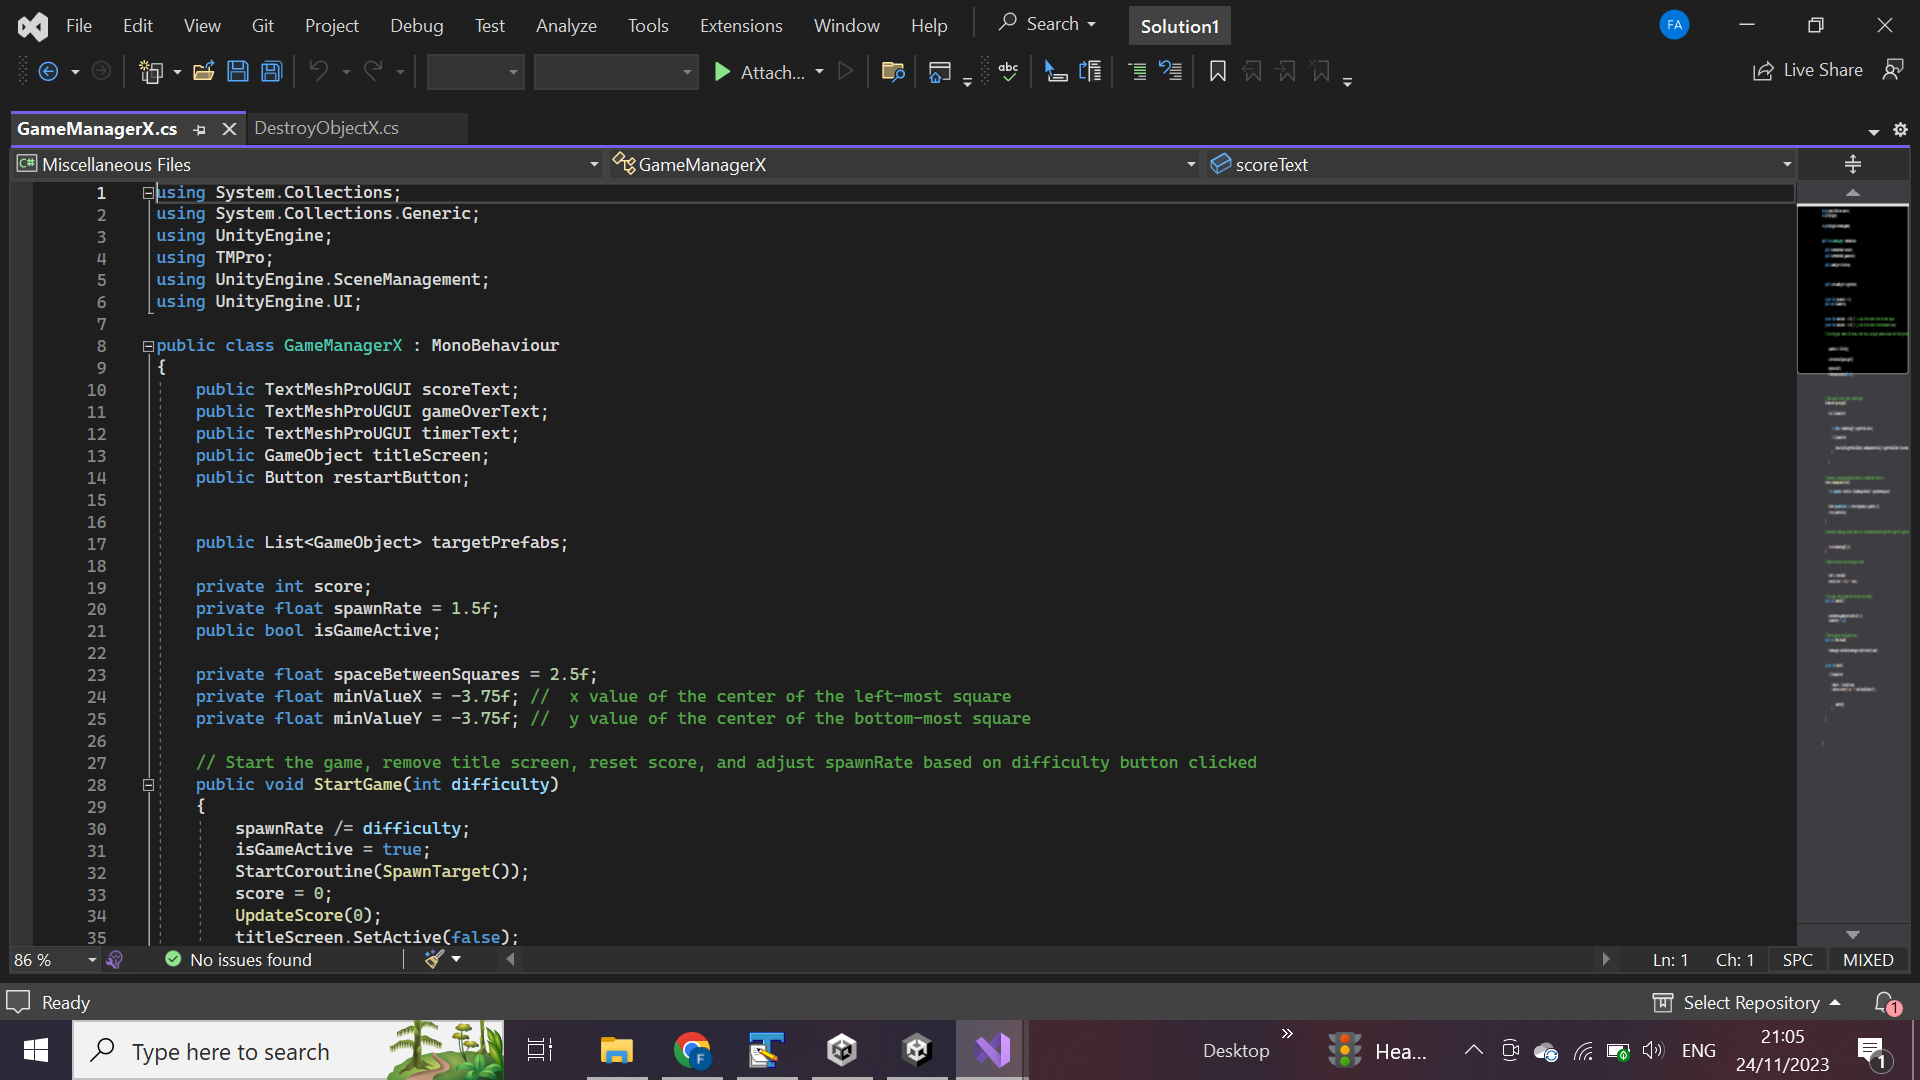 File Edit View Git Project Debug Test Analyze Tools Extensions Window Help Search Solution1 FA
Attach... abc Live Share
GameManagerX.cs DestroyObjectX.cs
C# Miscellaneous Files GameManagerX scoreText
1 using System.Collections;
2 using System.Collections.Generic;
3 using UnityEngine;
4 using TMPro;
5 using UnityEngine.SceneManagement;
6 using UnityEngine.UI;
7
8 public class GameManagerX : MonoBehaviour
9 {
10 public TextMeshProUGUI scoreText;
11 public TextMeshProUGUI gameOverText;
12 public TextMeshProUGUI timerText;
13 public GameObject titleScreen;
14 public Button restartButton;
15
16
17 public List<GameObject> targetPrefabs;
18
19 private int score;
20 private float spawnRate = 1.5f;
21 public bool isGameActive;
22
23 private float spaceBetweenSquares = 2.5f;
24 private float minValueX = -3.75f; //  x value of the center of the left-most square
25 private float minValueY = -3.75f; //  y value of the center of the bottom-most square
26
27 // Start the game, remove title screen, reset score, and adjust spawnRate based on difficulty button clicked
28 public void StartGame(int difficulty)
29 {
30 spawnRate /= difficulty;
31 isGameActive = true;
32 StartCoroutine(SpawnTarget());
33 score = 0;
34 UpdateScore(0);
35 titleScreen.SetActive(false);
86 % No issues found Ln: 1 Ch: 1 SPC MIXED
Ready Select Repository 1
Type here to search Desktop Hea... ENG 21:05
24/11/2023 1